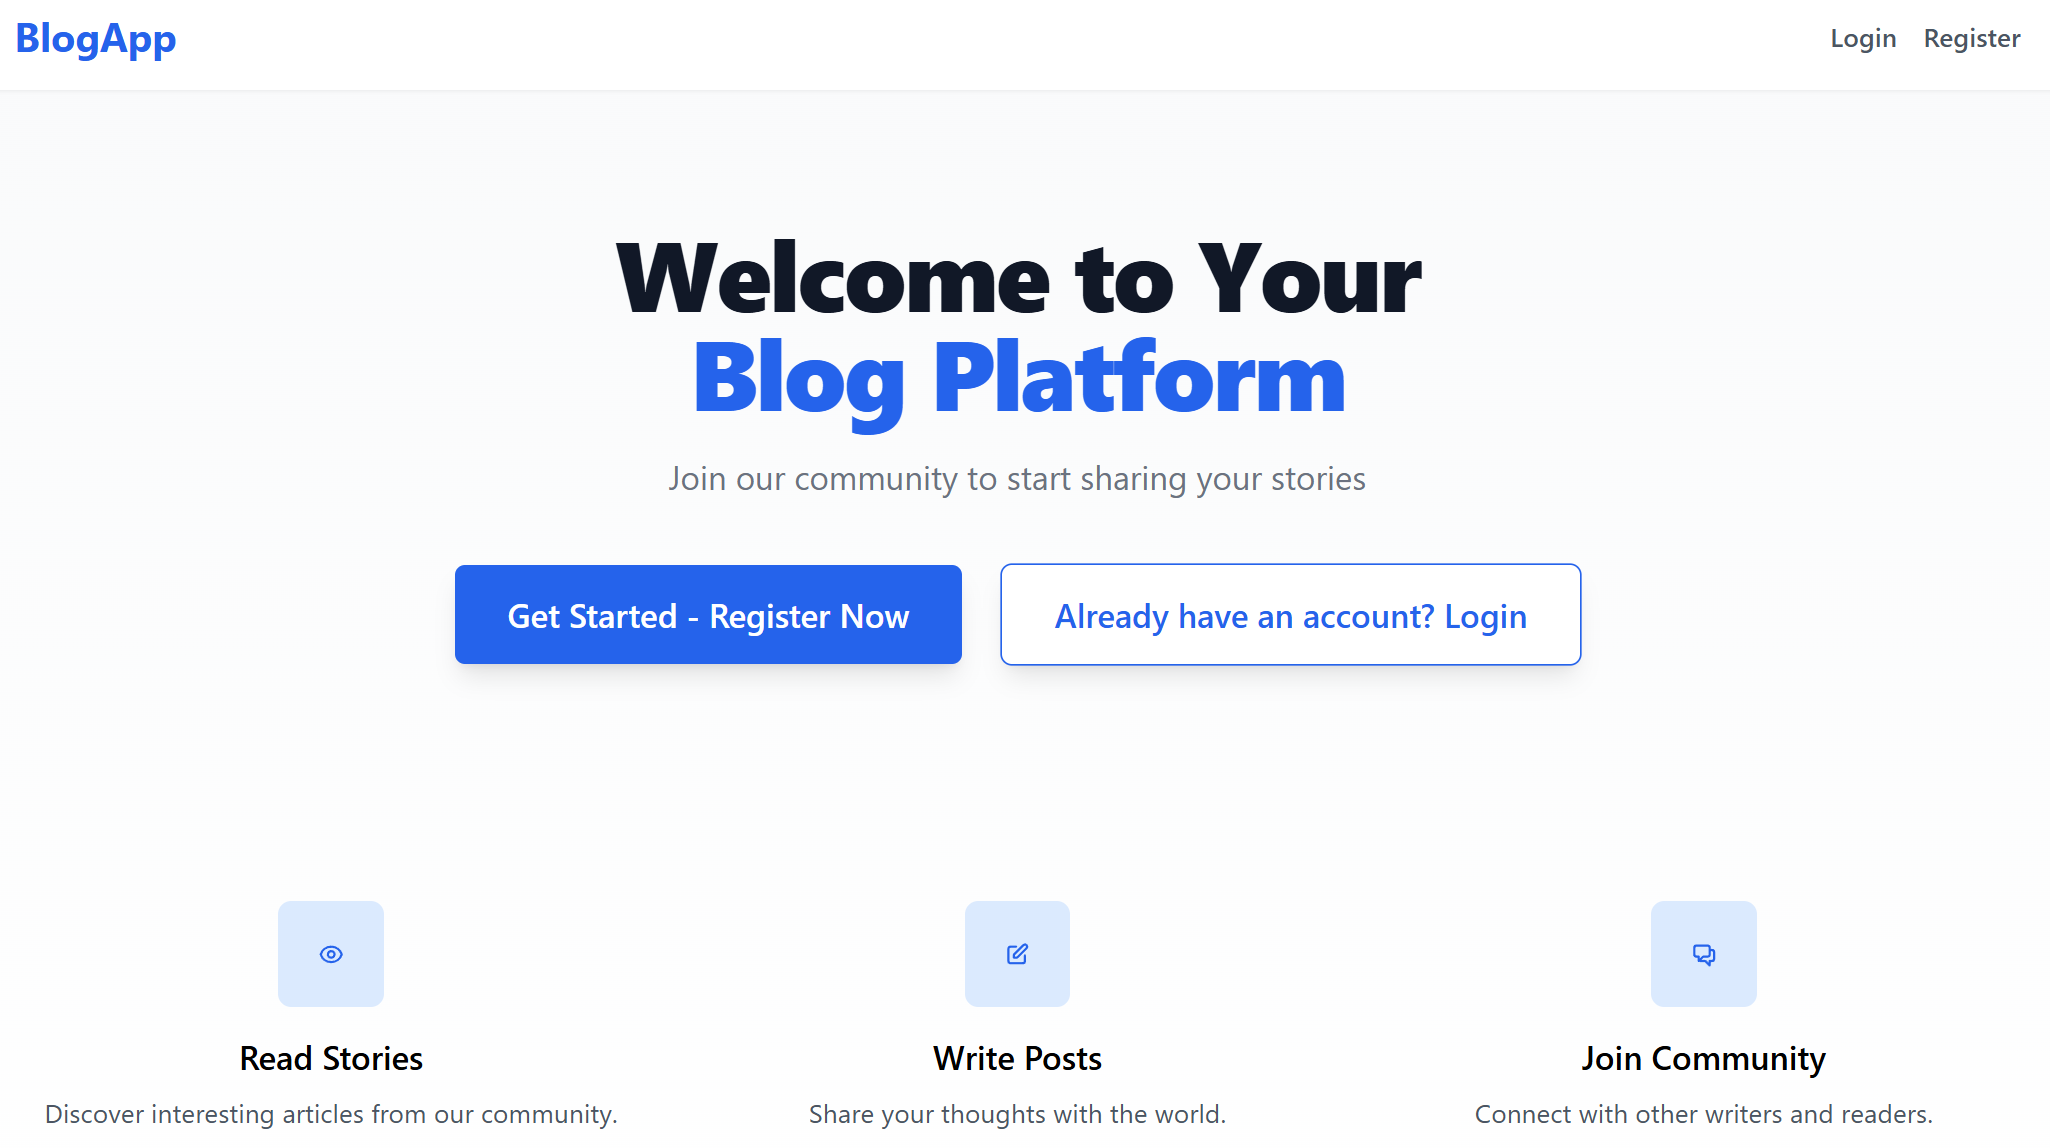 BlogApp
Login Register
Welcome to Your
Blog Platform
Join our community to start sharing your stories
Get Started - Register Now
Already have an account? Login
Read Stories
Discover interesting articles from our community.
Write Posts
Share your thoughts with the world.
Join Community
Connect with other writers and readers.